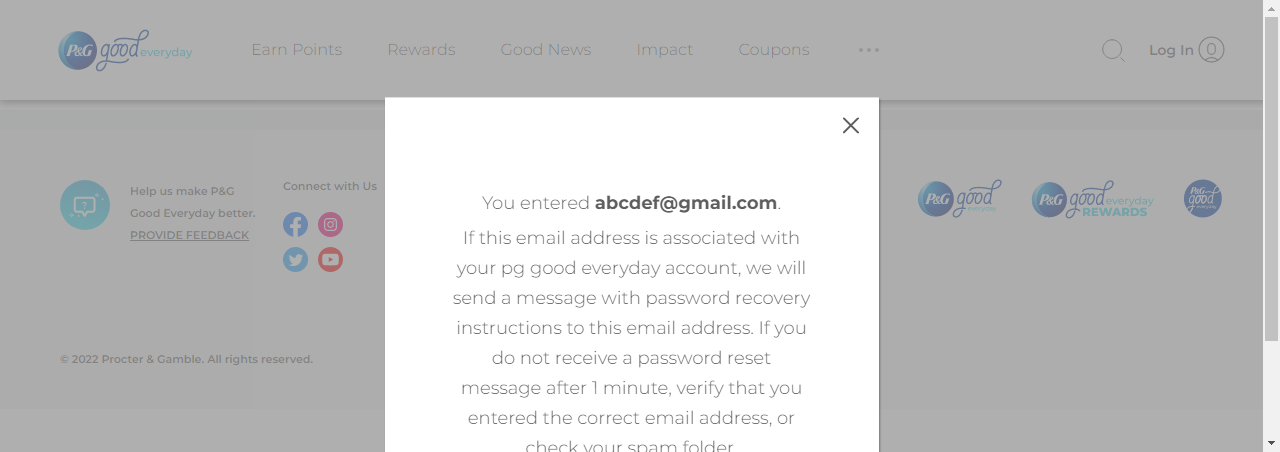 P&G good everyday
Earn Points
Rewards
Good News
Impact
Coupons
Log In
You entered abcdef@gmail.com.
If this email address is associated with
your pg good everyday account, we will
send a message with password recovery
instructions to this email address. If you
do not receive a password reset
message after 1 minute, verify that you
entered the correct email address, or
check your spam folder
Help us make P&G
Good Everyday better.
PROVIDE FEEDBACK
Connect with Us
P&G good everyday
P&G good everyday
REWARDS
P&G good everyday
© 2022 Procter & Gamble. All rights reserved.